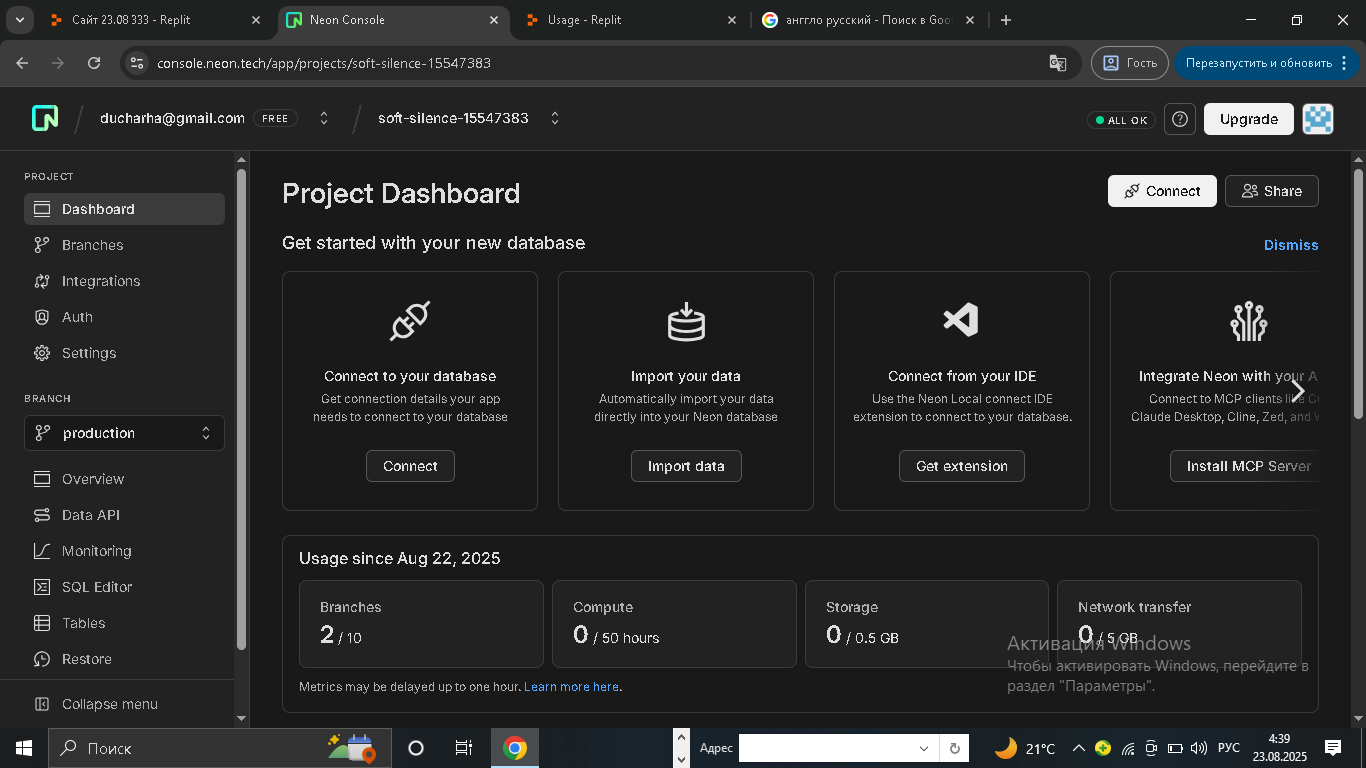 Сайт 23.08 333 - Replit
Neon Console
Usage - Replit
анггло русский - Поиск в Goo
console.neon.tech/app/projects/soft-silence-15547383
Гость
Перезапустить и обновить
ducharha@gmail.com
FREE
soft-silence-15547383
ALL OK
Upgrade
PROJECT
Dashboard
Branches
Integrations
Auth
Settings
BRANCH
production
Overview
Data API
Monitoring
SQL Editor
Tables
Restore
Collapse menu
Project Dashboard
Connect
Share
Get started with your new database
Dismiss
Connect to your database
Get connection details your app
needs to connect to your database
Connect
Import your data
Automatically import your data
directly into your Neon database
Import data
Connect from your IDE
Use the Neon Local connect IDE
extension to connect to your database.
Get extension
Integrate Neon with your A
Connect to MCP clients like Cu
Claude Desktop, Cline, Zed, and V
Install MCP Server
Usage since Aug 22, 2025
Branches
2 / 10
Compute
0 / 50 hours
Storage
0 / 0.5 GB
Network transfer
0 / 5 GB
Metrics may be delayed up to one hour. Learn more here.
Активация Windows
Чтобы активировать Windows, перейдите в
раздел "Параметры".
Поиск
Адрес
21°C
РУС
4:39
23.08.2025